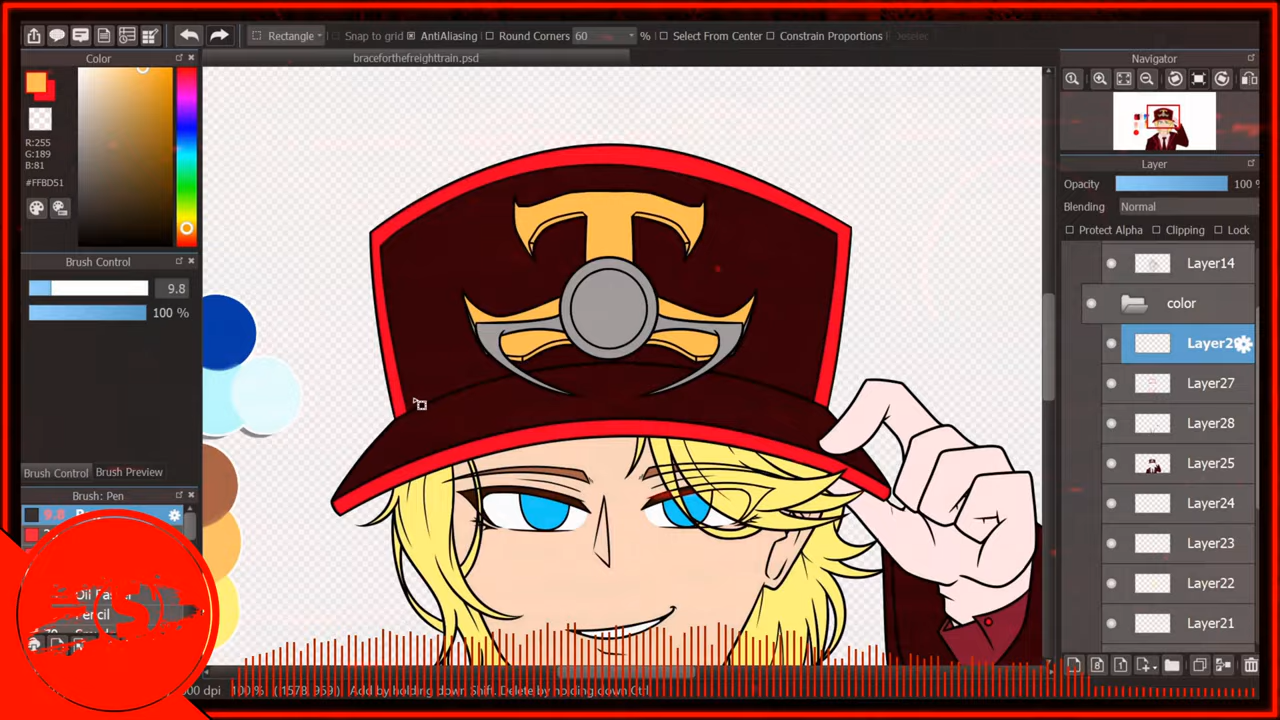 Rectangle Snap to grid AntiAliasing Round Corners 60 % Select From Center Constrain Proportions
Color
braceforthefreighttrain.psd
Navigator
R:255
G:189
B:81
#FFBD51
Layer
Opacity 100 %
Blending Normal
Protect Alpha Clipping Lock
Brush Control
9.8
100 %
Layer14
color
Layer27
Layer28
Layer25
Layer24
Layer23
Layer22
Layer21
Brush Control Brush Preview
Brush: Pen
9.8
Pencil
100 % (1578, 959) Add by holding down Shift. Delete by holding down Ctrl